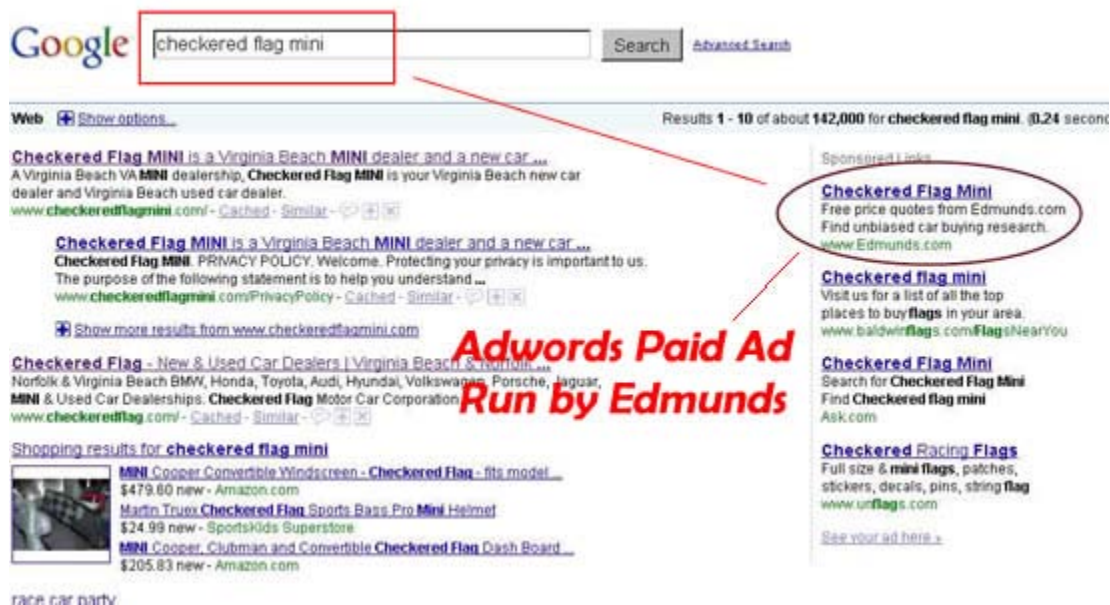 Google checkered flag mini Search Advanced Search
Web Show options... Results 1 - 10 of about 142,000 for checkered flag mini. (0.24 second
Checkered Flag MINI is a Virginia Beach MINI dealer and a new car ...
A Virginia Beach VA MINI dealership, Checkered Flag MINI is your Virginia Beach new car
dealer and Virginia Beach used car dealer.
www.checkeredflagmini.com/ - Cached - Similar -
Checkered Flag MINI is a Virginia Beach MINI dealer and a new car ...
Checkered Flag MINI. PRIVACY POLICY. Welcome. Protecting your privacy is important to us.
The purpose of the following statement is to help you understand ...
www.checkeredflagmini.com/PrivacyPolicy - Cached - Similar -
Show more results from www.checkeredflagmini.com
Checkered Flag - New & Used Car Dealers | Virginia Beach & Norfolk ...
Norfolk & Virginia Beach BMW, Honda, Toyota, Audi, Hyundai, Volkswagen, Porsche, Jaguar,
MINI & Used Car Dealerships. Checkered Flag Motor Car Corporation.
www.checkeredflag.com/ - Cached - Similar -
Shopping results for checkered flag mini
MINI Cooper Convertible Windscreen - Checkered Flag - fits model ...
$479.60 new - Amazon.com
Martin Truex Checkered Flag Sports Bass Pro Mini Helmet
$24.99 new - SportsKids Superstore
MINI Cooper, Clubman and Convertible Checkered Flag Dash Board ...
$205.83 new - Amazon.com
race car party
Sponsored Links
Checkered Flag Mini
Free price quotes from Edmunds.com
Find unbiased car buying research.
www.Edmunds.com
Checkered flag mini
Visit us for a list of all the top
places to buy flags in your area.
www.baldwinflags.com/FlagsNearYou
Checkered Flag Mini
Search for Checkered Flag Mini
Find Checkered flag mini
Ask.com
Checkered Racing Flags
Full size & mini flags, patches,
stickers, decals, pins, string flag
www.unflags.com
See your ad here »
Adwords Paid Ad
Run by Edmunds